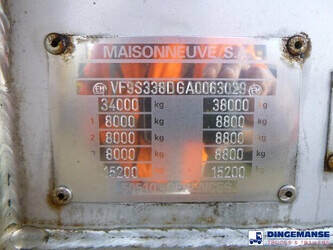 MAISONNEUVE S.A.
VF9S338DGA0063029
34000 kg 38000 kg
1 8000 kg 8800 kg
2 8000 kg 8800
3 8000 kg 8800 kg
15200 15200 kg
DINGEMANSE